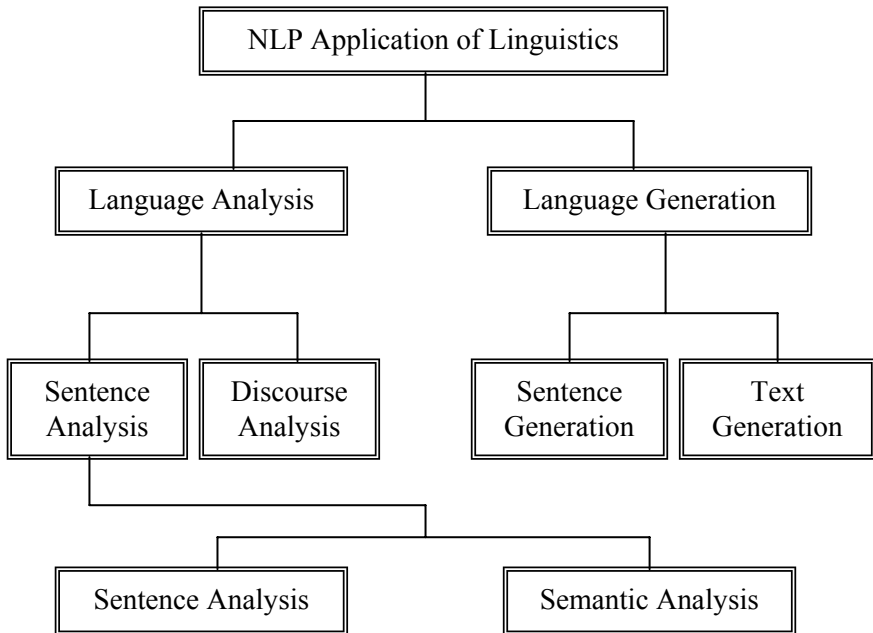 NLP Application of Linguistics
Language Analysis
Language Generation
Sentence
Analysis
Discourse
Analysis
Sentence
Generation
Text
Generation
Sentence Analysis
Semantic Analysis